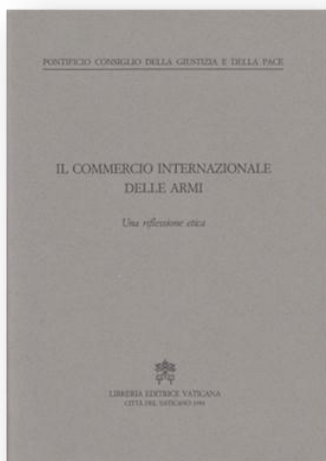 PONTIFICIO CONSIGLIO DELLA GIUSTIZIA E DELLA PACE
IL COMMERCIO INTERNAZIONALE
DELLE ARMI
Una riflessione etica
LIBRERIA EDITRICE VATICANA
CITTÀ DEL VATICANO 1994